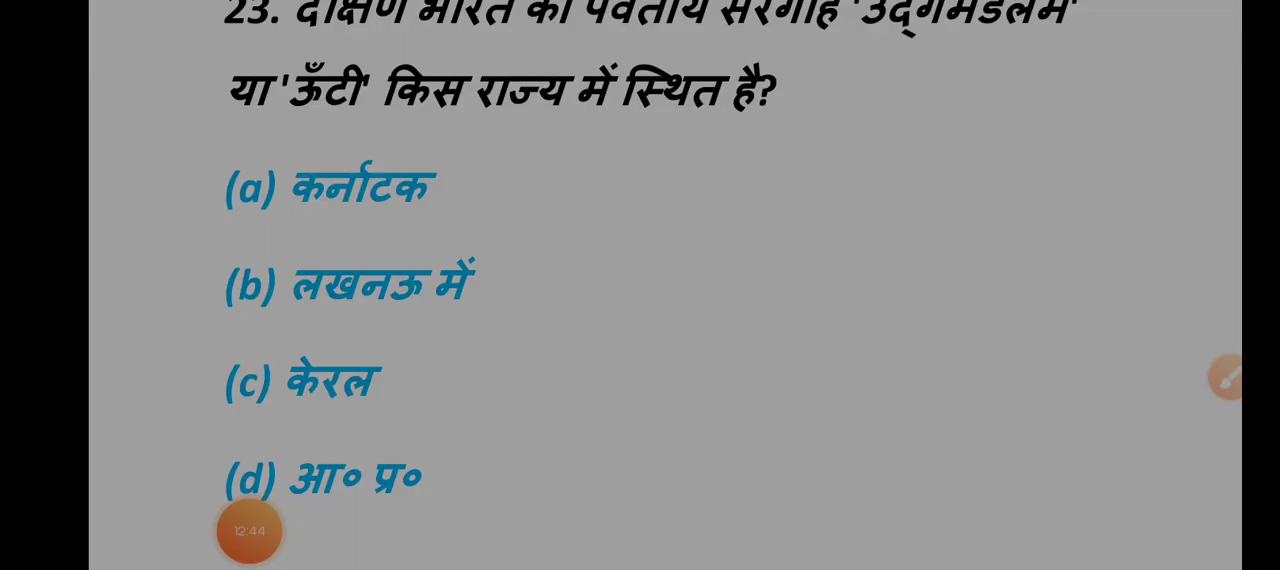 23. दक्षिण भारत की पर्वतीय सैरगाह 'उद्गमंडलम'
या 'ऊँटी' किस राज्य में स्थित है?
(a) कर्नाटक
(b) लखनऊ में
(c) केरल
(d) आ० प्र०
12:44